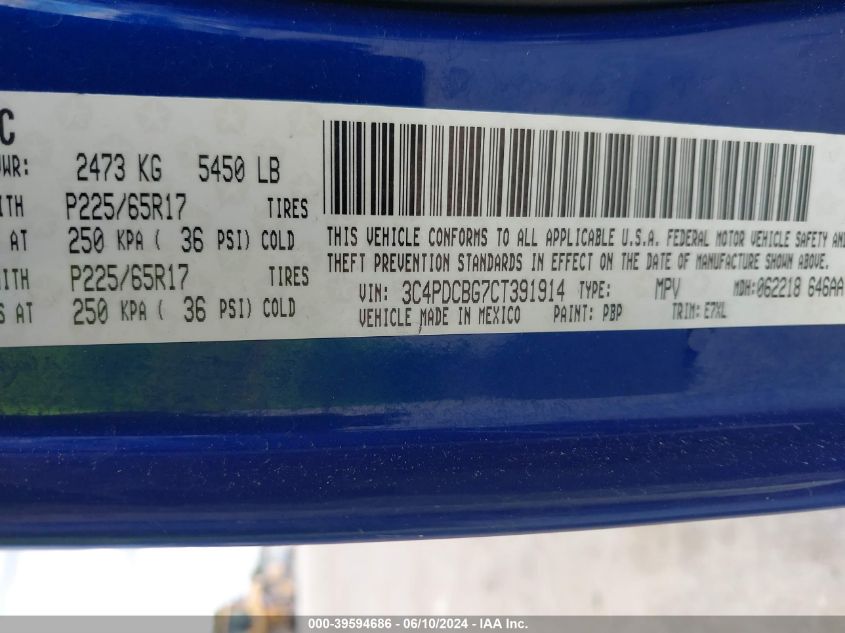 C
WR: 2473 KG 5450 LB
ITH P225/65R17 TIRES
AT 250 KPA ( 36 PSI) COLD
ITH P225/65R17 TIRES
S AT 250 KPA ( 36 PSI) COLD
THIS VEHICLE CONFORMS TO ALL APPLICABLE U.S.A. FEDERAL MOTOR VEHICLE SAFETY AND
THEFT PREVENTION STANDARDS IN EFFECT ON THE DATE OF MANUFACTURE SHOWN ABOVE.
VIN: 3C4PDCBG7CT391914 TYPE: MPV MDH:062218 646AA
VEHICLE MADE IN MEXICO PAINT: PBP TRIM: E7XL
000-39594686 - 06/10/2024 - IAA Inc.